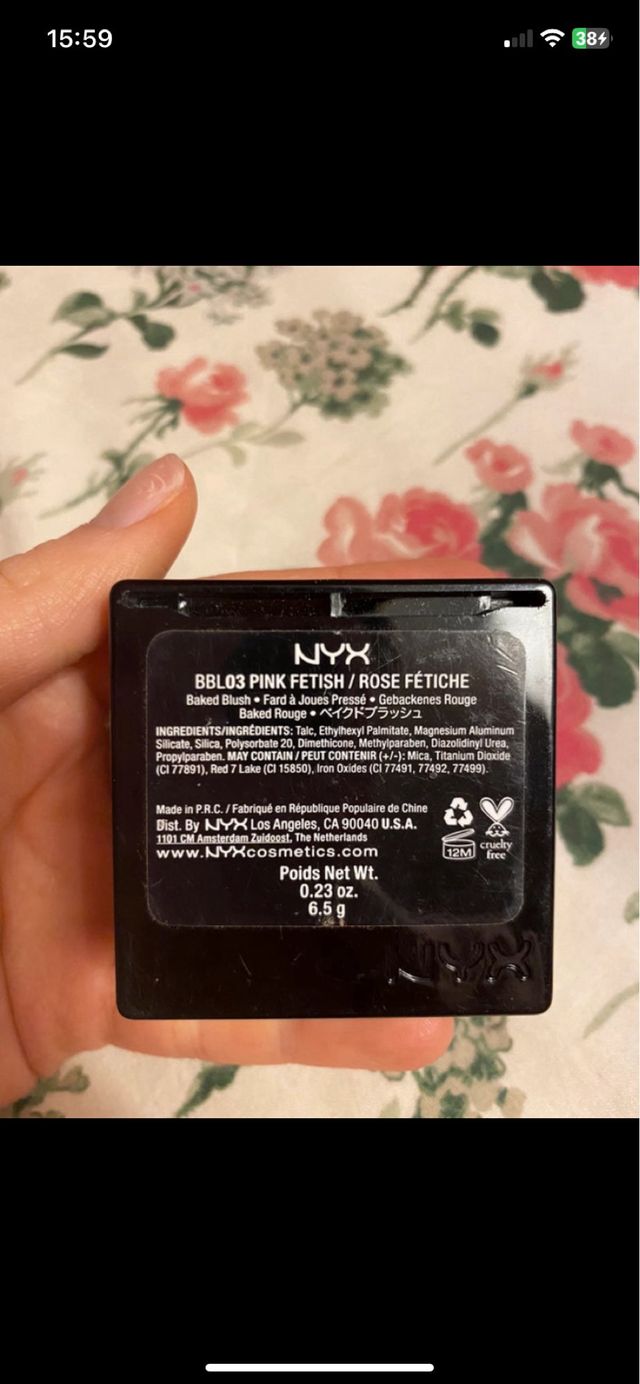 15:59
38
NYX
BBL03 PINK FETISH / ROSE FÉTICHE
Baked Blush • Fard à Joues Pressé • Gebackenes Rouge
Baked Rouge • ベイクドブラッシュ
INGREDIENTS/INGRÉDIENTS: Talc, Ethylhexyl Palmitate, Magnesium Aluminum
Silicate, Silica, Polysorbate 20, Dimethicone, Methylparaben, Diazolidinyl Urea,
Propylparaben. MAY CONTAIN / PEUT CONTENIR (+/-): Mica, Titanium Dioxide
(CI 77891), Red 7 Lake (CI 15850), Iron Oxides (CI 77491, 77492, 77499).
Made in P.R.C. / Fabriqué en République Populaire de Chine
Dist. By NYX Los Angeles, CA 90040 U.S.A.
1101 CM Amsterdam Zuidoost, The Netherlands
www.NYXcosmetics.com
12M
cruelty
free
Poids Net Wt.
0.23 oz.
6.5 g
NYX